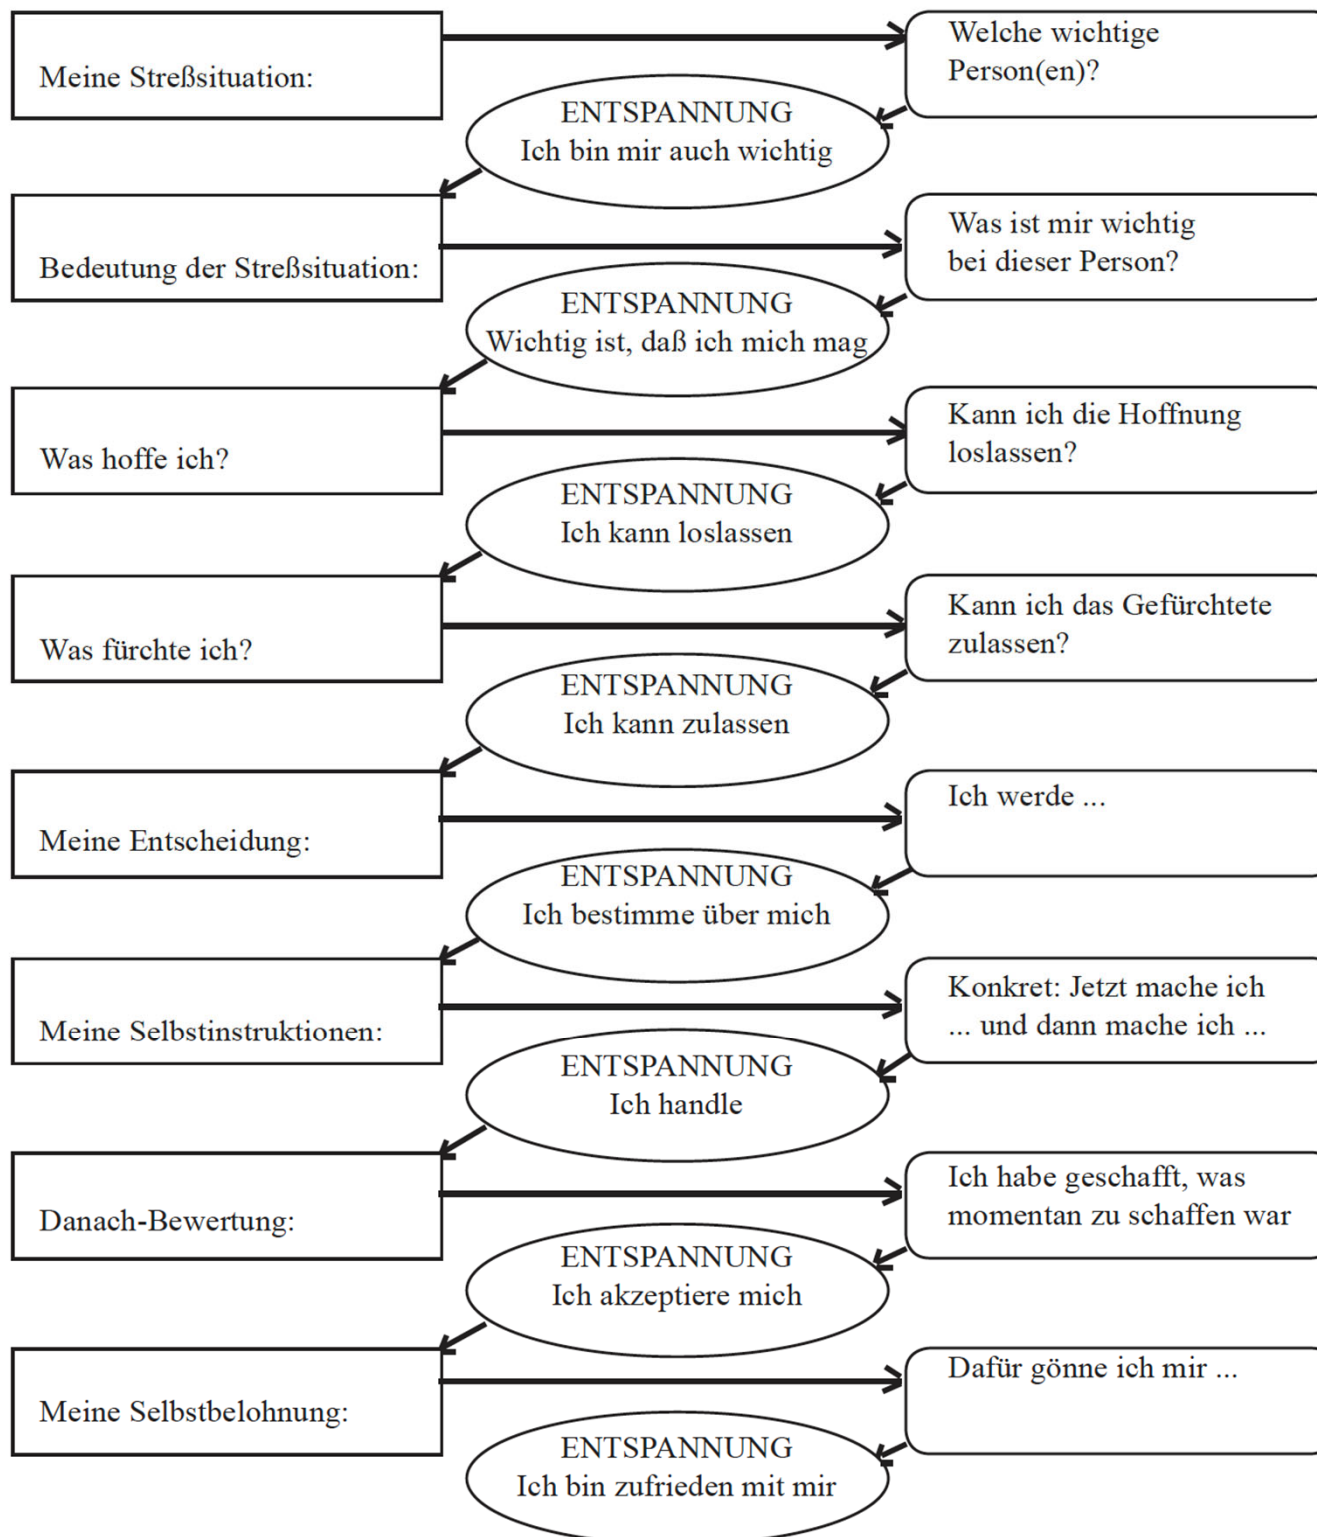 Meine Streßsituation:
Welche wichtige
Person(en)?
ENTSPANNUNG
Ich bin mir auch wichtig
Bedeutung der Streßsituation:
Was ist mir wichtig
bei dieser Person?
ENTSPANNUNG
Wichtig ist, daß ich mich mag
Was hoffe ich?
Kann ich die Hoffnung
loslassen?
ENTSPANNUNG
Ich kann loslassen
Was fürchte ich?
Kann ich das Gefürchtete
zulassen?
ENTSPANNUNG
Ich kann zulassen
Meine Entscheidung:
Ich werde ...
ENTSPANNUNG
Ich bestimme über mich
Meine Selbstinstruktionen:
Konkret: Jetzt mache ich
... und dann mache ich ...
ENTSPANNUNG
Ich handle
Danach-Bewertung:
Ich habe geschafft, was
momentan zu schaffen war
ENTSPANNUNG
Ich akzeptiere mich
Meine Selbstbelohnung:
Dafür gönne ich mir ...
ENTSPANNUNG
Ich bin zufrieden mit mir